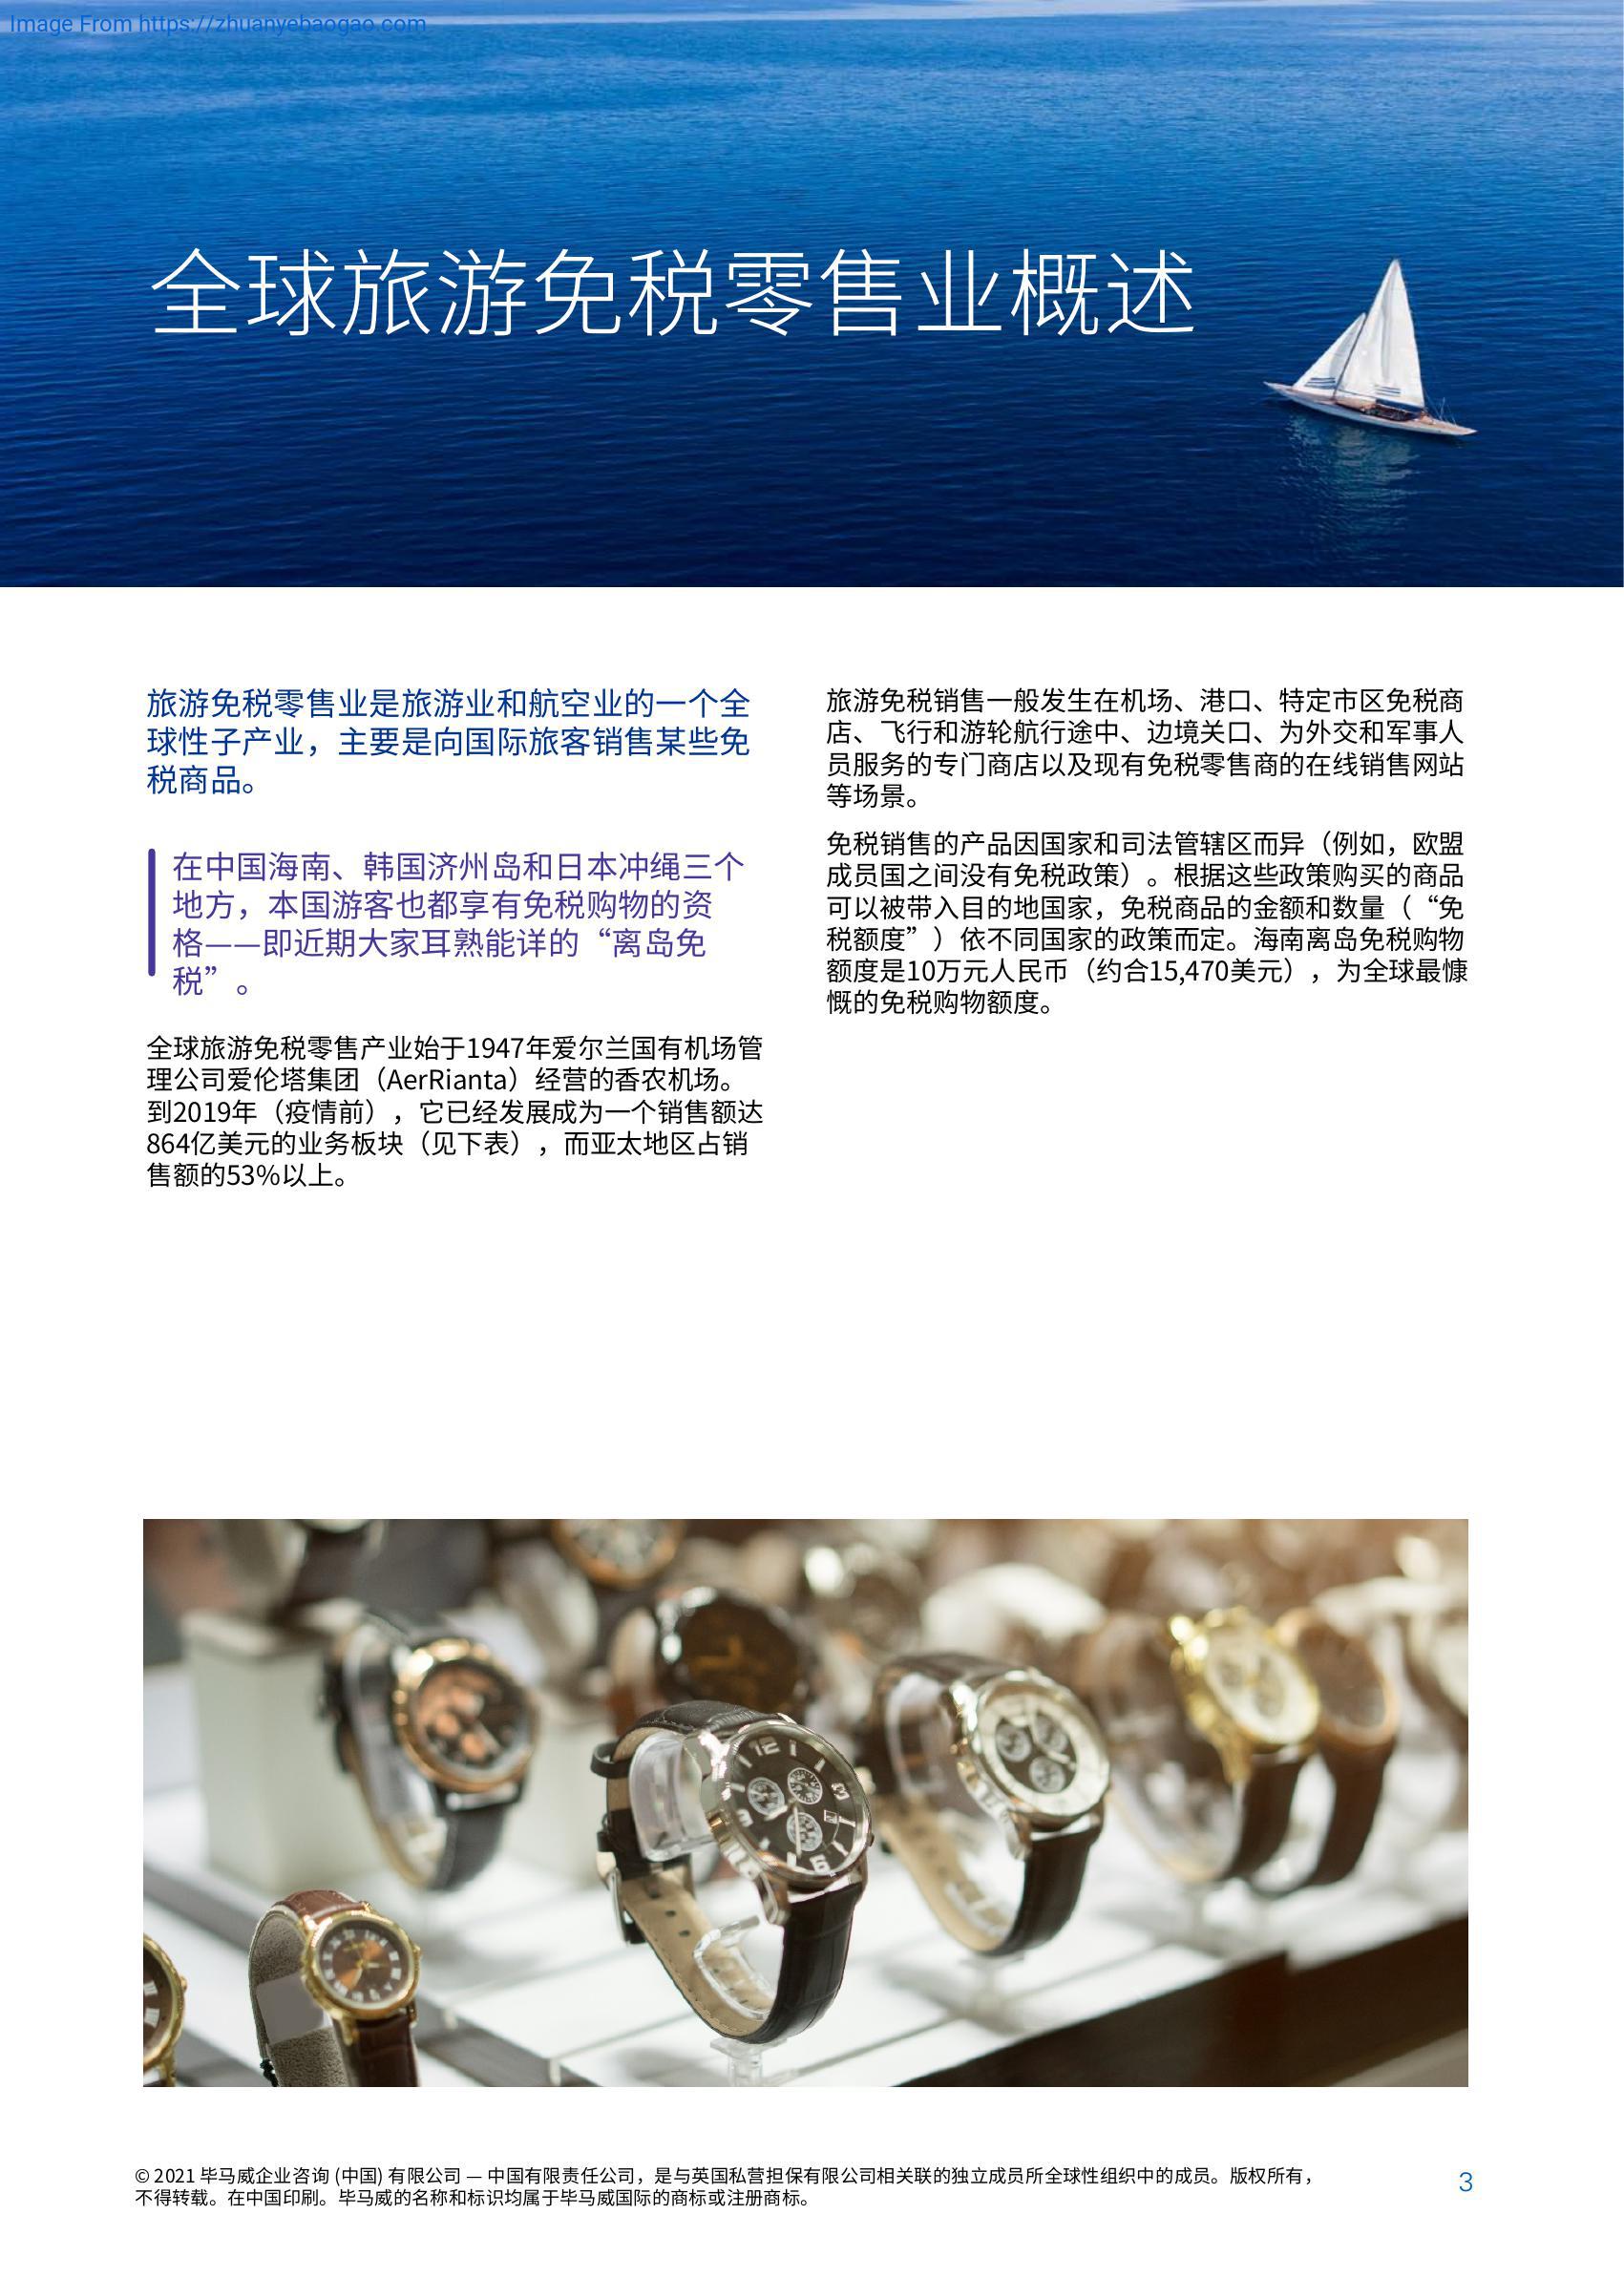 Image From https://zhuanyebaogao.com
全球旅游免税零售业概述
旅游免税零售业是旅游业和航空业的一个全
球性子产业，主要是向国际旅客销售某些免
税商品。
在中国海南、韩国济州岛和日本冲绳三个
地方，本国游客也都享有免税购物的资
格——即近期大家耳熟能详的“离岛免
税”。
全球旅游免税零售产业始于1947年爱尔兰国有机场管
理公司爱伦塔集团（AerRianta）经营的香农机场。
到2019年（疫情前），它已经发展成为一个销售额达
864亿美元的业务板块（见下表），而亚太地区占销
售额的53%以上。
旅游免税销售一般发生在机场、港口、特定市区免税商
店、飞行和游轮航行途中、边境关口、为外交和军事人
员服务的专门商店以及现有免税零售商的在线销售网站
等场景。
免税销售的产品因国家和司法管辖区而异（例如，欧盟
成员国之间没有免税政策）。根据这些政策购买的商品
可以被带入目的地国家，免税商品的金额和数量（“免
税额度”）依不同国家的政策而定。海南离岛免税购物
额度是10万元人民币（约合15,470美元），为全球最慷
慨的免税购物额度。
12
6
© 2021 毕马威企业咨询 (中国) 有限公司 — 中国有限责任公司，是与英国私营担保有限公司相关联的独立成员所全球性组织中的成员。版权所有，
不得转载。在中国印刷。毕马威的名称和标识均属于毕马威国际的商标或注册商标。
3